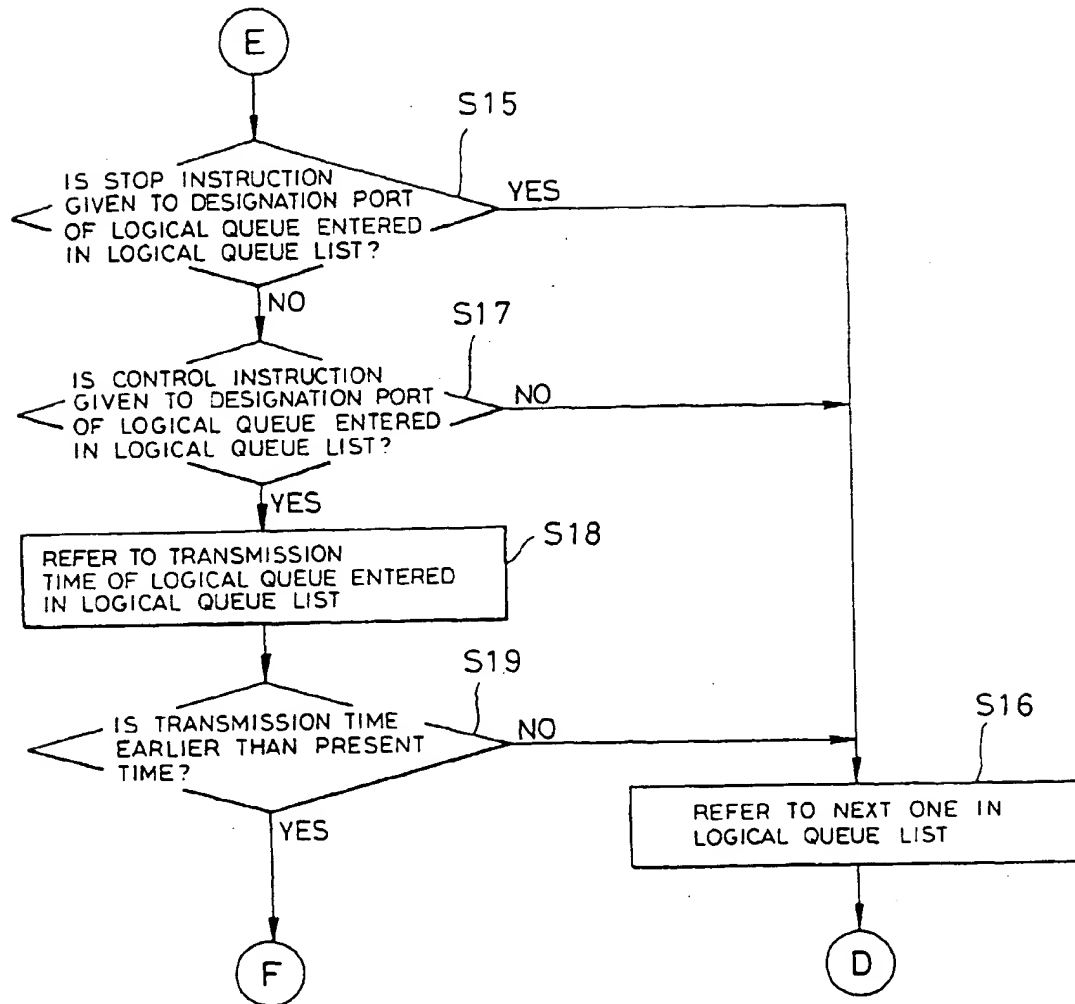 E
S15
IS STOP INSTRUCTION
GIVEN TO DESIGNATION PORT
OF LOGICAL QUEUE ENTERED
IN LOGICAL QUEUE LIST?
YES
NO
S17
IS CONTROL INSTRUCTION
GIVEN TO DESIGNATION PORT
OF LOGICAL QUEUE ENTERED
IN LOGICAL QUEUE LIST?
NO
YES
S18
REFER TO TRANSMISSION
TIME OF LOGICAL QUEUE ENTERED
IN LOGICAL QUEUE LIST
S19
IS TRANSMISSION TIME
EARLIER THAN PRESENT
TIME?
NO
YES
S16
REFER TO NEXT ONE IN
LOGICAL QUEUE LIST
F
D